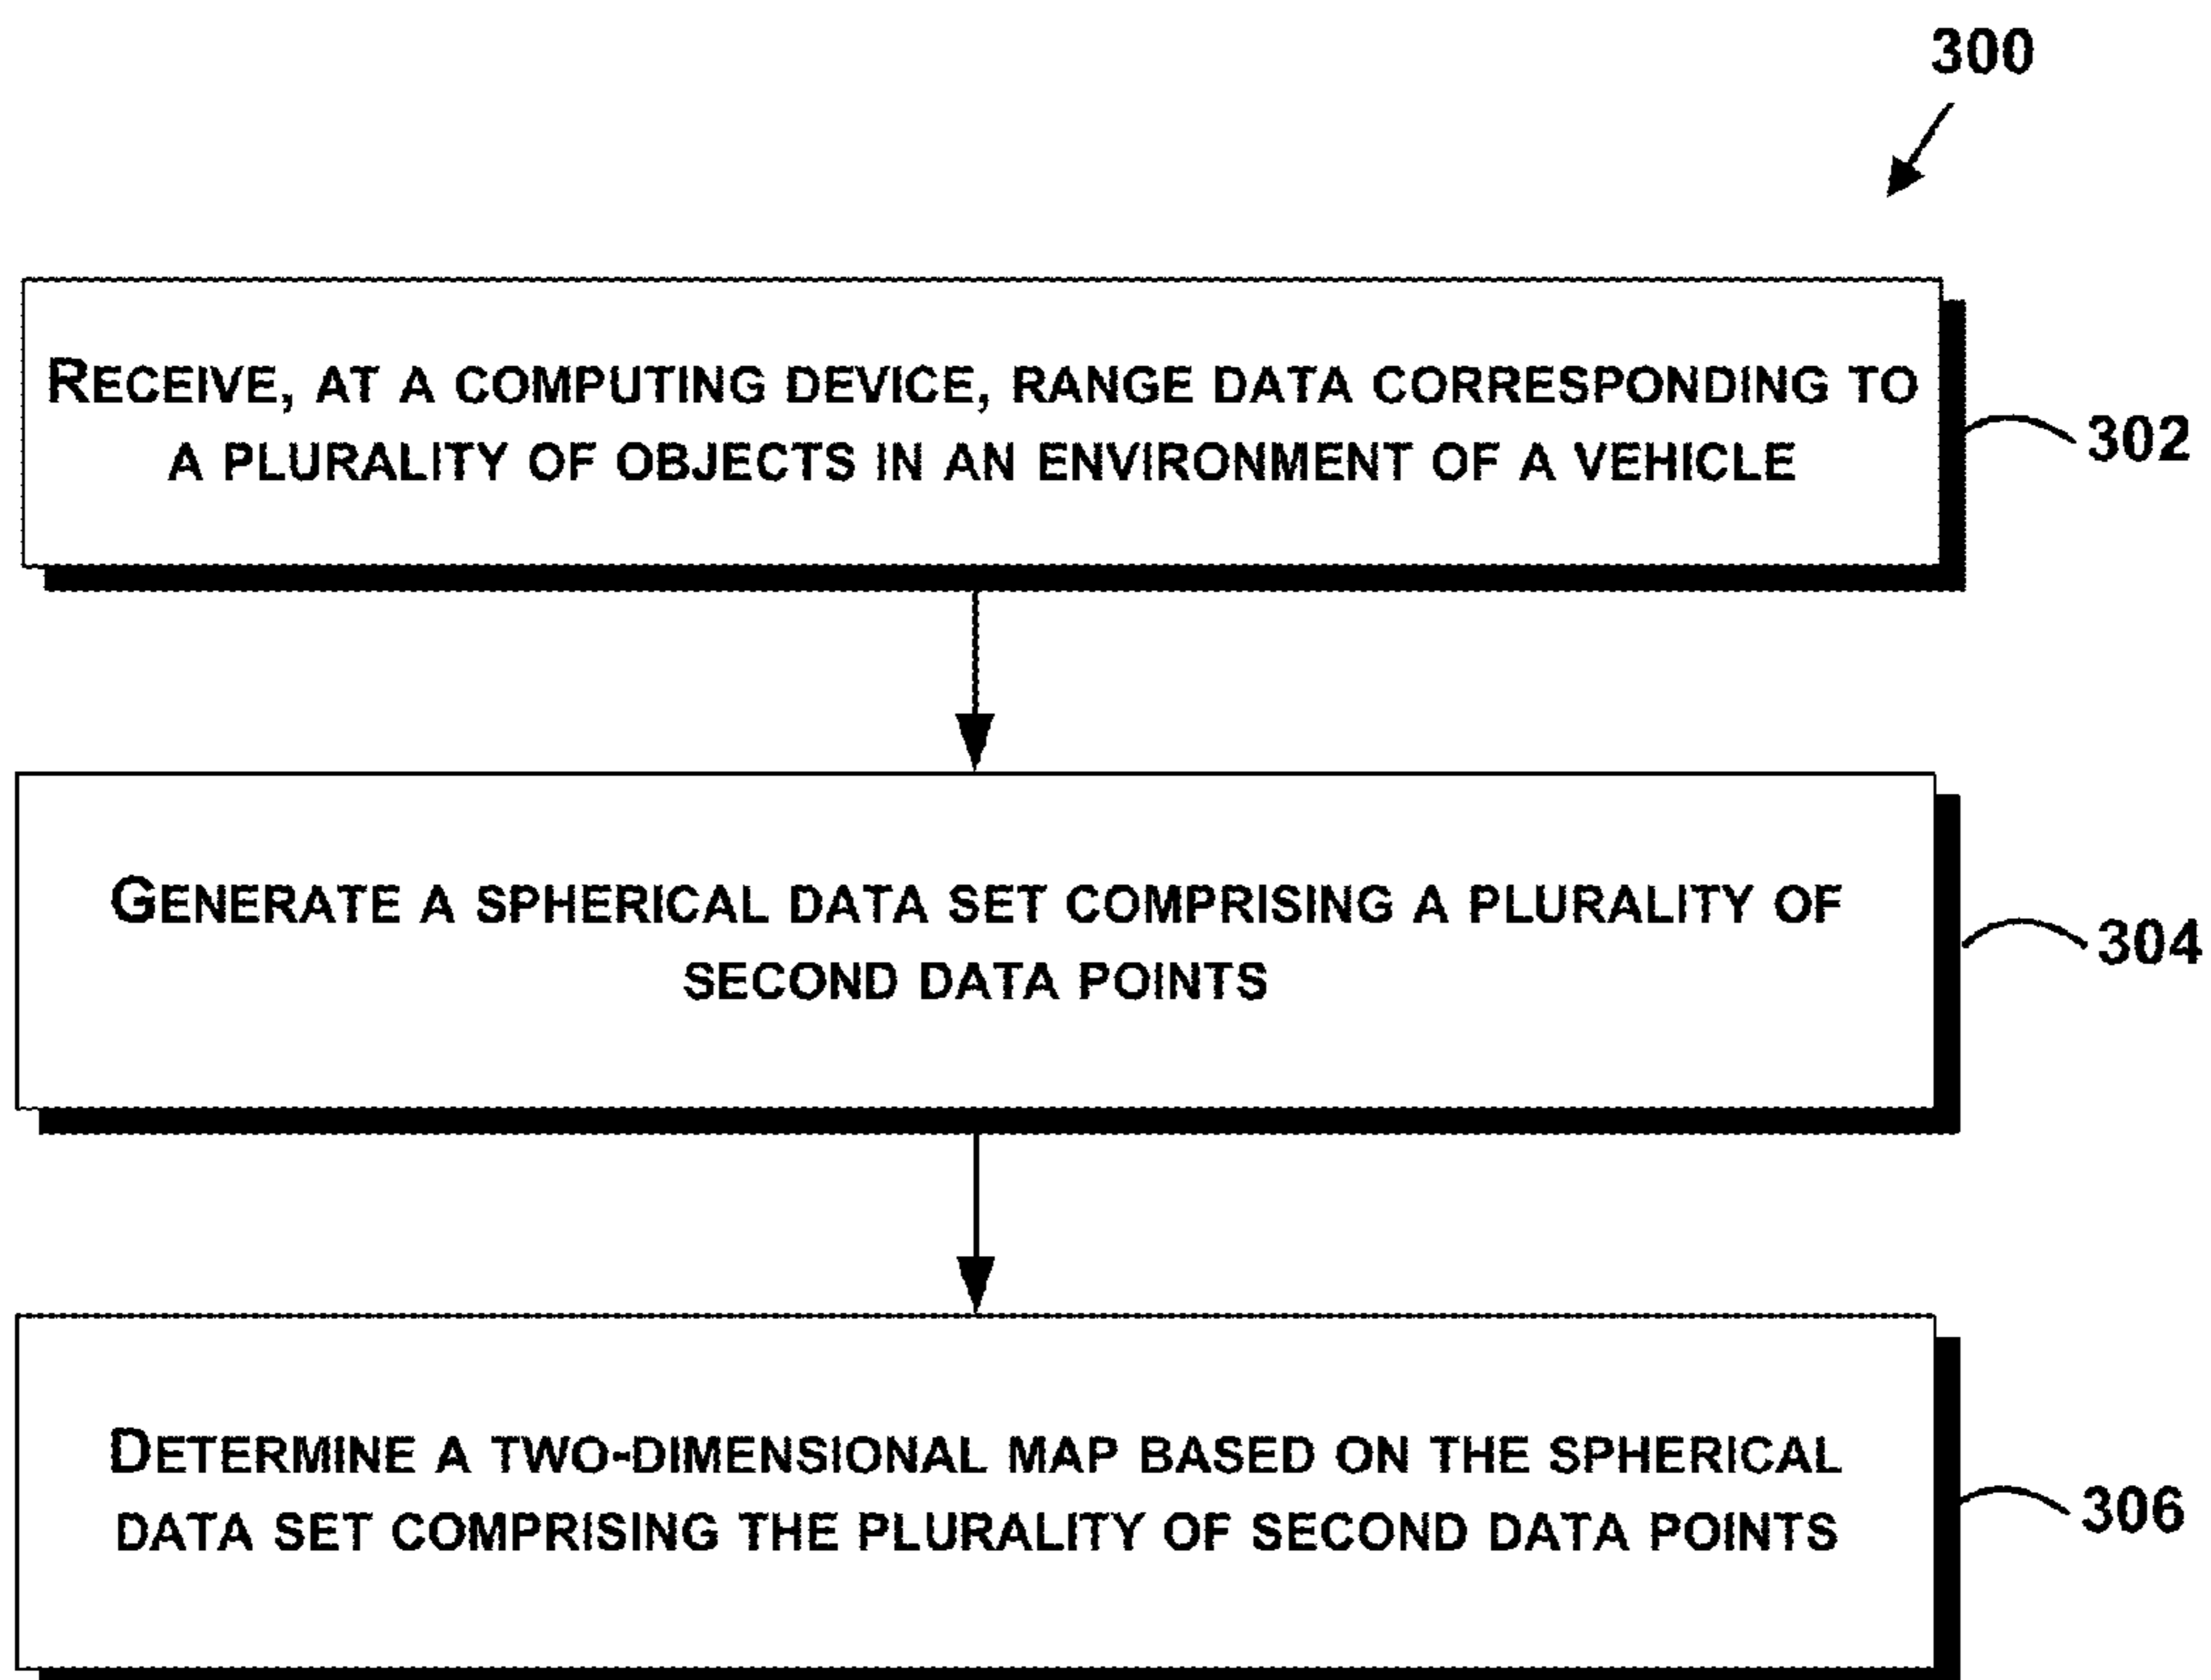 300
RECEIVE, AT A COMPUTING DEVICE, RANGE DATA CORRESPONDING TO
A PLURALITY OF OBJECTS IN AN ENVIRONMENT OF A VEHICLE
302
GENERATE A SPHERICAL DATA SET COMPRISING A PLURALITY OF
SECOND DATA POINTS
304
DETERMINE A TWO-DIMENSIONAL MAP BASED ON THE SPHERICAL
DATA SET COMPRISING THE PLURALITY OF SECOND DATA POINTS
306